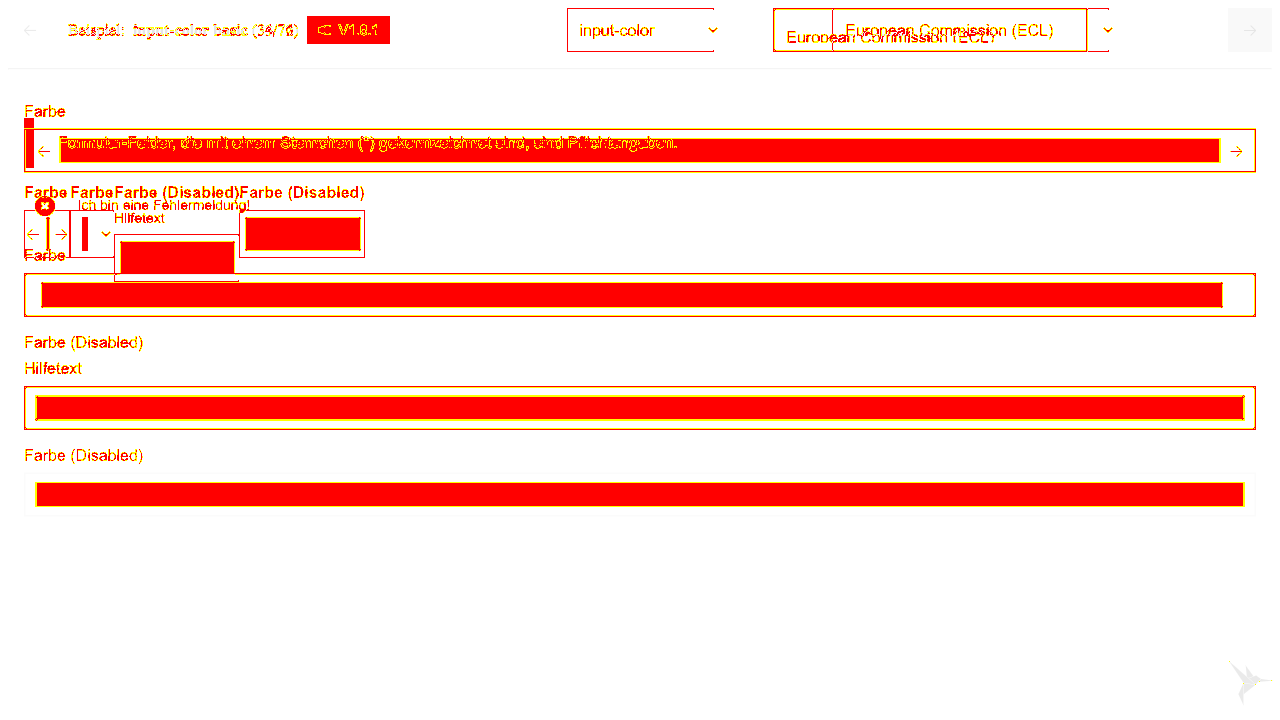 Beispiel: input-color basic (34/76) V1.0.1 input-color European Commission (ECL)
European Commission (ECL)
Farbe
Formular-Felder, die mit einem Sternchen (*) gekennzeichnet sind, sind Pflichtangaben.
Farbe Farbe Farbe (Disabled) Farbe (Disabled)
Ich bin eine Fehlermeldung!
Hilfetext
Farbe
Farbe (Disabled)
Hilfetext
Farbe (Disabled)